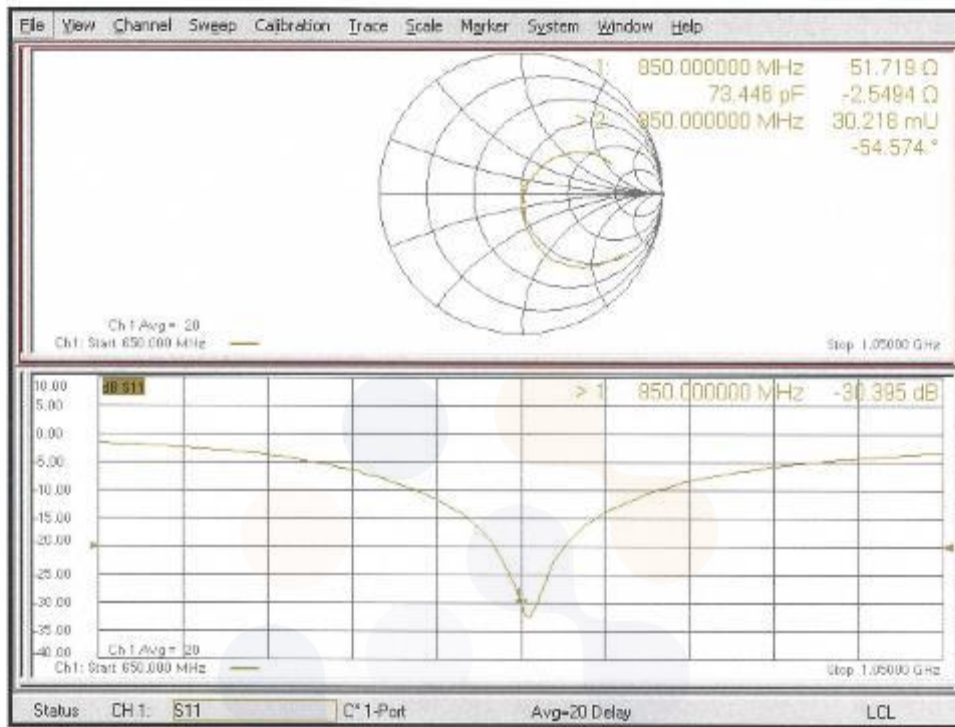 File View Channel Sweep Calibration Trace Scale Marker System Window Help
1: 850.000000 MHz 51.719 Ω
73.446 pF -2.5494 Ω
> 2: 850.000000 MHz 30.218 mU
-54.574 °
Ch 1 Avg = 20
Ch1: Start 650.000 MHz Stop 1.05000 GHz
10.00 dB S11 > 1: 850.000000 MHz -30.395 dB
5.00
0.00
-5.00
-10.00
-15.00
-20.00
-25.00
-30.00
-35.00
-40.00 Ch 1 Avg = 20
Ch1: Start 650.000 MHz Stop 1.05000 GHz
Status CH 1: S11 C* 1-Port Avg=20 Delay LCL